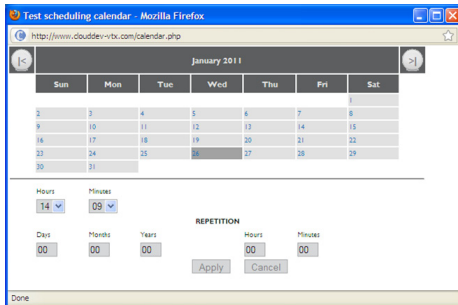 Test scheduling calendar - Mozilla Firefox
http://www.clouddev-vtx.com/calendar.php
|< January 2011 >|
Sun Mon Tue Wed Thu Fri Sat
1
2 3 4 5 6 7 8
9 10 11 12 13 14 15
16 17 18 19 20 21 22
23 24 25 26 27 28 29
30 31
Hours Minutes
14 09
REPETITION
Days Months Years Hours Minutes
00 00 00 00 00
Apply Cancel
Done